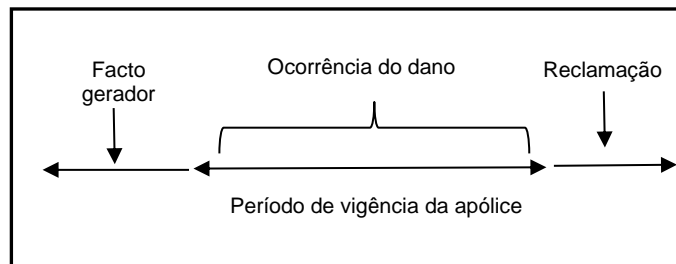 Facto
gerador
Ocorrência do dano
Reclamação
Período de vigência da apólice